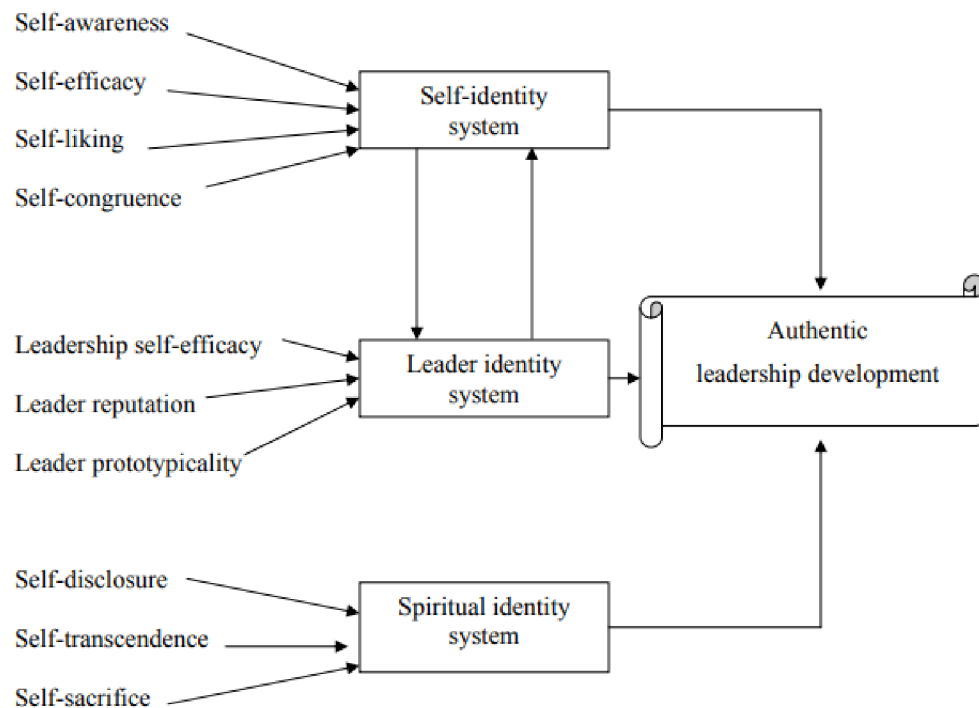 Self-awareness
Self-efficacy
Self-liking
Self-congruence
Self-identity
system
Leadership self-efficacy
Leader reputation
Leader prototypicality
Leader identity
system
Authentic
leadership development
Self-disclosure
Self-transcendence
Self-sacrifice
Spiritual identity
system